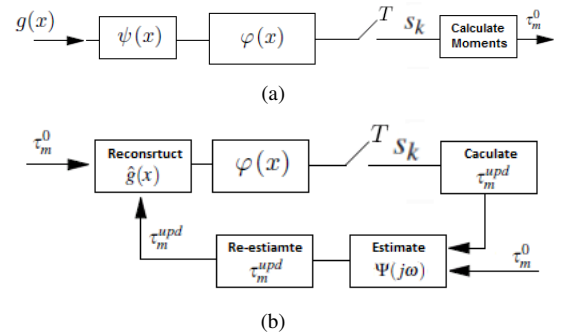 g(x)
ψ(x)
φ(x)
T
s_k
Calculate
Moments
τ_m^0
(a)
τ_m^0
Reconsrtuct
ĝ(x)
φ(x)
T
s_k
Caculate
τ_m^{upd}
τ_m^{upd}
Re-estiamte
τ_m^{upd}
Estimate
Ψ(jω)
τ_m^0
(b)